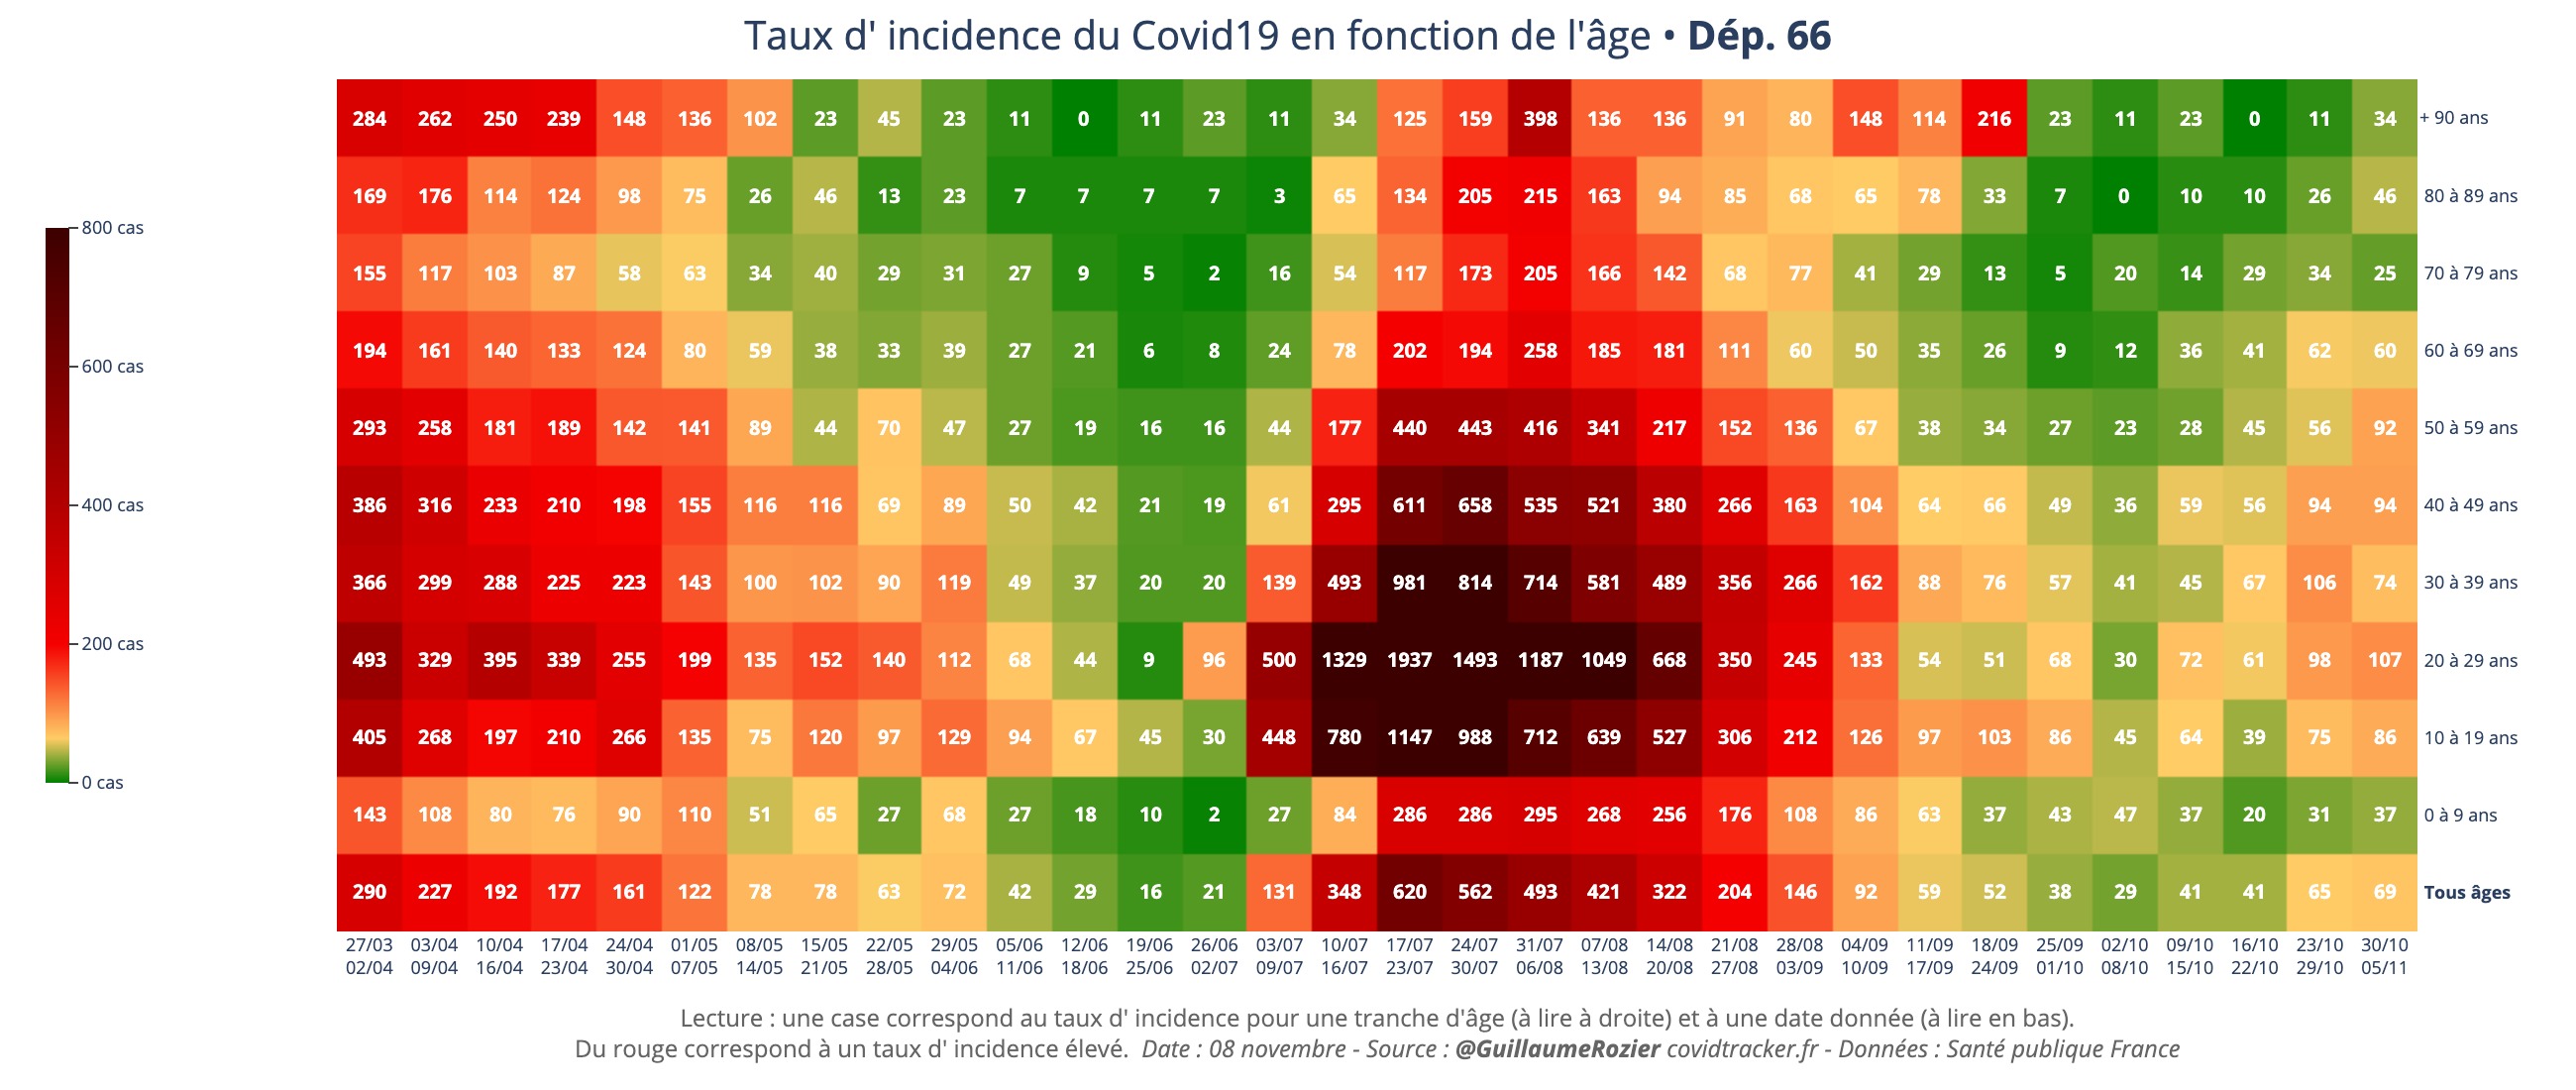 Taux d' incidence du Covid19 en fonction de l'âge • Dép. 66
800 cas
600 cas
400 cas
200 cas
0 cas
284 262 250 239 148 136 102 23 45 23 11 0 11 23 11 34 125 159 398 136 136 91 80 148 114 216 23 11 23 0 11 34 + 90 ans
169 176 114 124 98 75 26 46 13 23 7 7 7 7 3 65 134 205 215 163 94 85 68 65 78 33 7 0 10 10 26 46 80 à 89 ans
155 117 103 87 58 63 34 40 29 31 27 9 5 2 16 54 117 173 205 166 142 68 77 41 29 13 5 20 14 29 34 25 70 à 79 ans
194 161 140 133 124 80 59 38 33 39 27 21 6 8 24 78 202 194 258 185 181 111 60 50 35 26 9 12 36 41 62 60 60 à 69 ans
293 258 181 189 142 141 89 44 70 47 27 19 16 16 44 177 440 443 416 341 217 152 136 67 38 34 27 23 28 45 56 92 50 à 59 ans
386 316 233 210 198 155 116 116 69 89 50 42 21 19 61 295 611 658 535 521 380 266 163 104 64 66 49 36 59 56 94 94 40 à 49 ans
366 299 288 225 223 143 100 102 90 119 49 37 20 20 139 493 981 814 714 581 489 356 266 162 88 76 57 41 45 67 106 74 30 à 39 ans
493 329 395 339 255 199 135 152 140 112 68 44 9 96 500 1329 1937 1493 1187 1049 668 350 245 133 54 51 68 30 72 61 98 107 20 à 29 ans
405 268 197 210 266 135 75 120 97 129 94 67 45 30 448 780 1147 988 712 639 527 306 212 126 97 103 86 45 64 39 75 86 10 à 19 ans
143 108 80 76 90 110 51 65 27 68 27 18 10 2 27 84 286 286 295 268 256 176 108 86 63 37 43 47 37 20 31 37 0 à 9 ans
290 227 192 177 161 122 78 78 63 72 42 29 16 21 131 348 620 562 493 421 322 204 146 92 59 52 38 29 41 41 65 69 Tous âges
27/03 03/04 10/04 17/04 24/04 01/05 08/05 15/05 22/05 29/05 05/06 12/06 19/06 26/06 03/07 10/07 17/07 24/07 31/07 07/08 14/08 21/08 28/08 04/09 11/09 18/09 25/09 02/10 09/10 16/10 23/10 30/10
02/04 09/04 16/04 23/04 30/04 07/05 14/05 21/05 28/05 04/06 11/06 18/06 25/06 02/07 09/07 16/07 23/07 30/07 06/08 13/08 20/08 27/08 03/09 10/09 17/09 24/09 01/10 08/10 15/10 22/10 29/10 05/11
Lecture : une case correspond au taux d' incidence pour une tranche d'âge (à lire à droite) et à une date donnée (à lire en bas).
Du rouge correspond à un taux d' incidence élevé. Date : 08 novembre - Source : @GuillaumeRozier covidtracker.fr - Données : Santé publique France